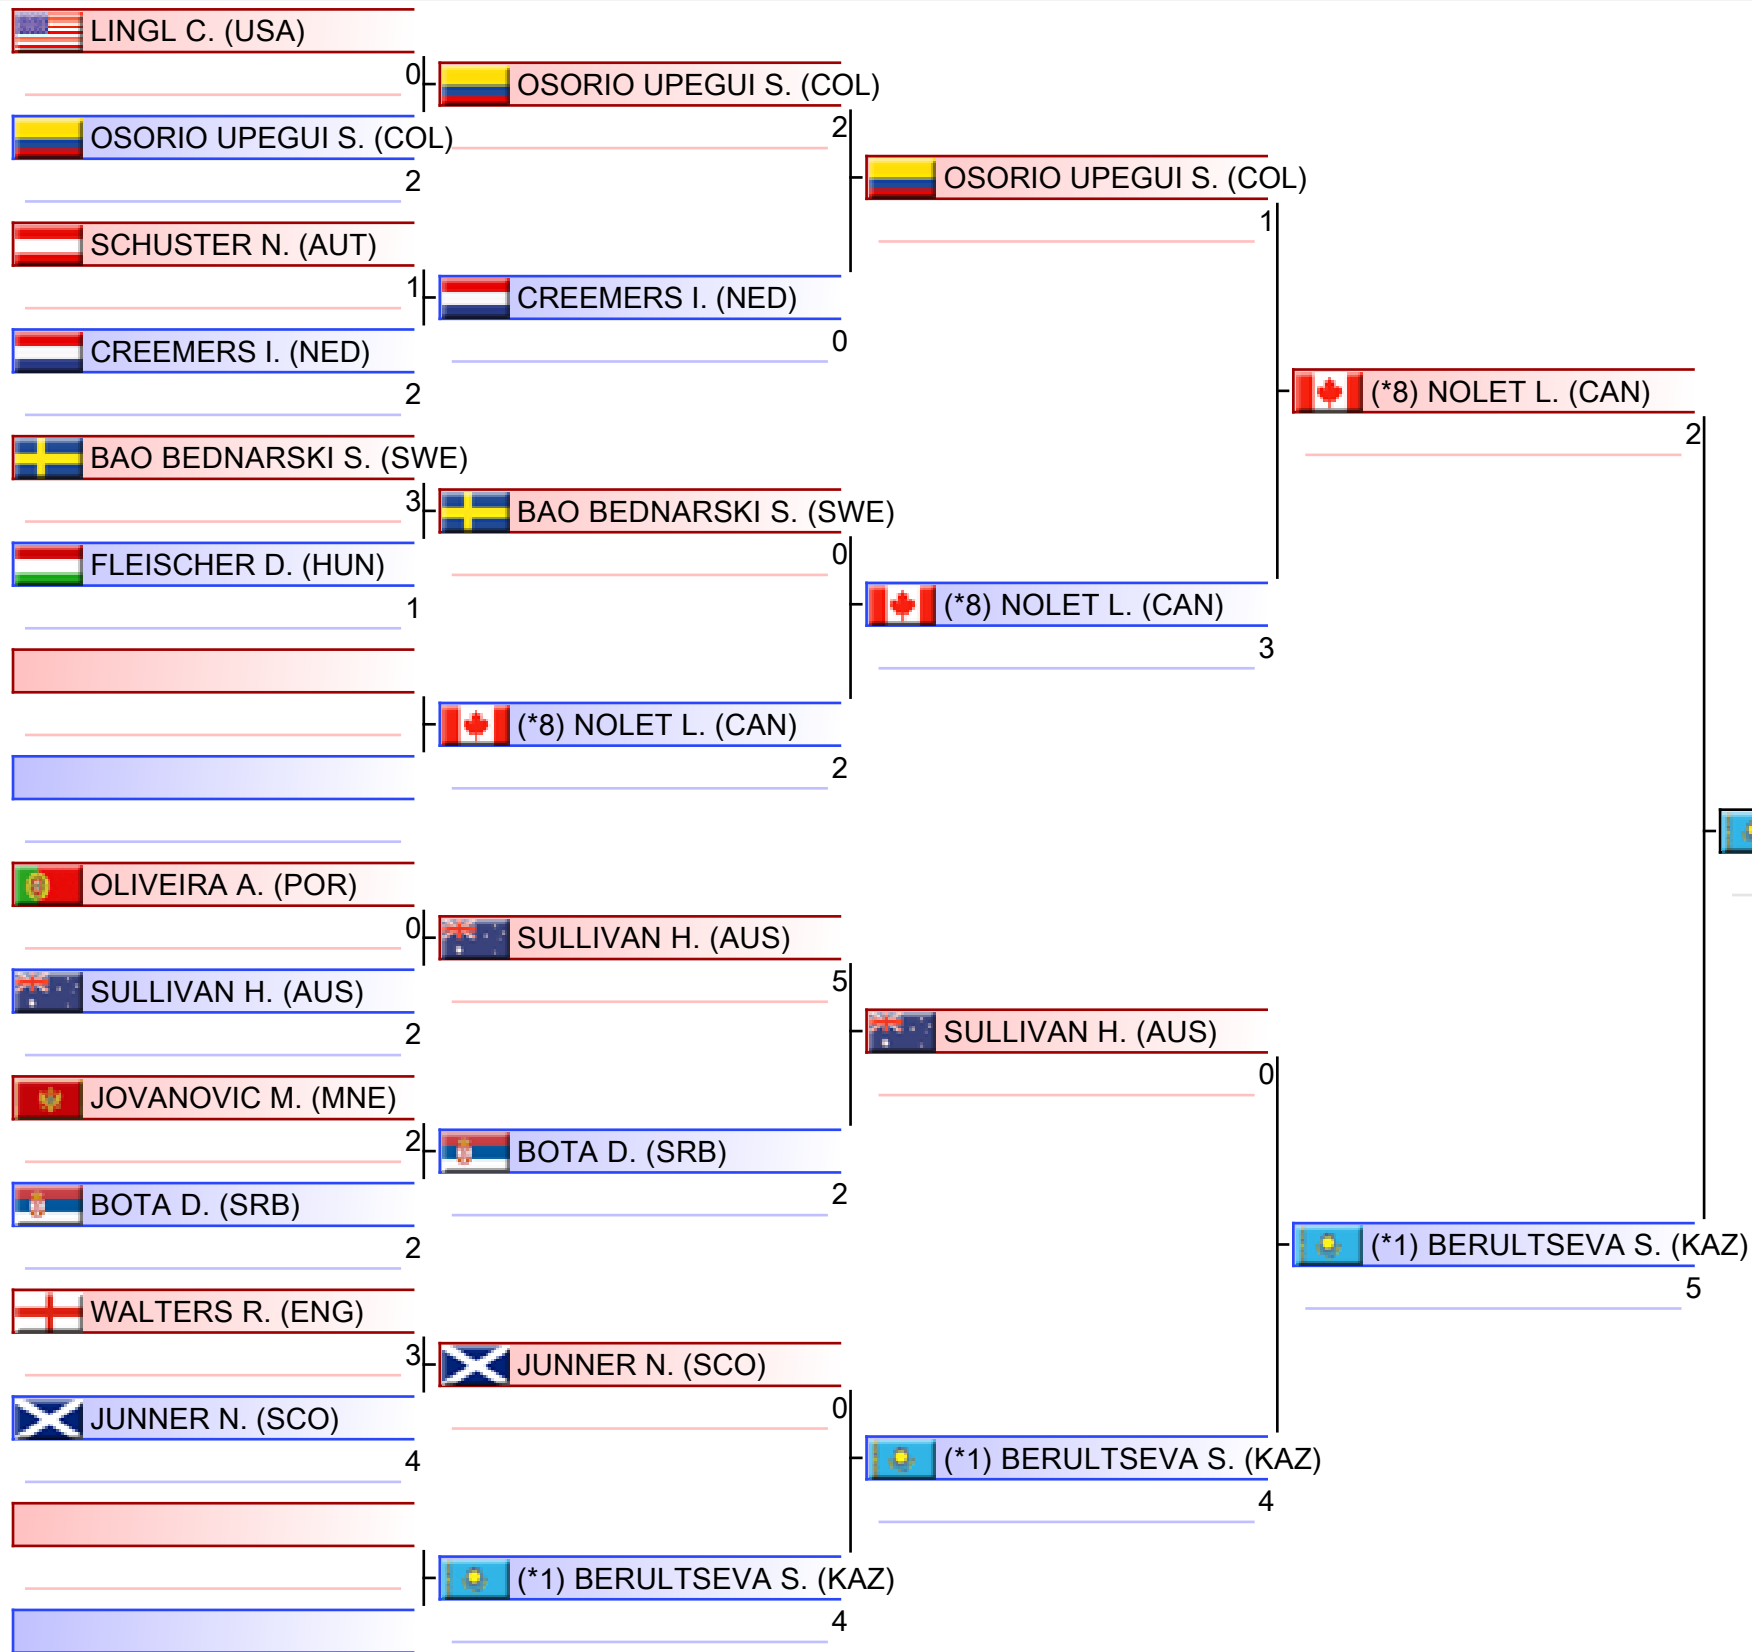 LINGL C. (USA)
0
OSORIO UPEGUI S. (COL)
2
SCHUSTER N. (AUT)
1
CREEMERS I. (NED)
2
BAO BEDNARSKI S. (SWE)
3
FLEISCHER D. (HUN)
1
OLIVEIRA A. (POR)
0
SULLIVAN H. (AUS)
2
JOVANOVIC M. (MNE)
2
BOTA D. (SRB)
2
WALTERS R. (ENG)
3
JUNNER N. (SCO)
4
OSORIO UPEGUI S. (COL)
2
CREEMERS I. (NED)
0
BAO BEDNARSKI S. (SWE)
0
(*8) NOLET L. (CAN)
2
SULLIVAN H. (AUS)
5
BOTA D. (SRB)
2
JUNNER N. (SCO)
0
(*1) BERULTSEVA S. (KAZ)
4
OSORIO UPEGUI S. (COL)
1
(*8) NOLET L. (CAN)
3
SULLIVAN H. (AUS)
0
(*1) BERULTSEVA S. (KAZ)
4
(*8) NOLET L. (CAN)
2
(*1) BERULTSEVA S. (KAZ)
5